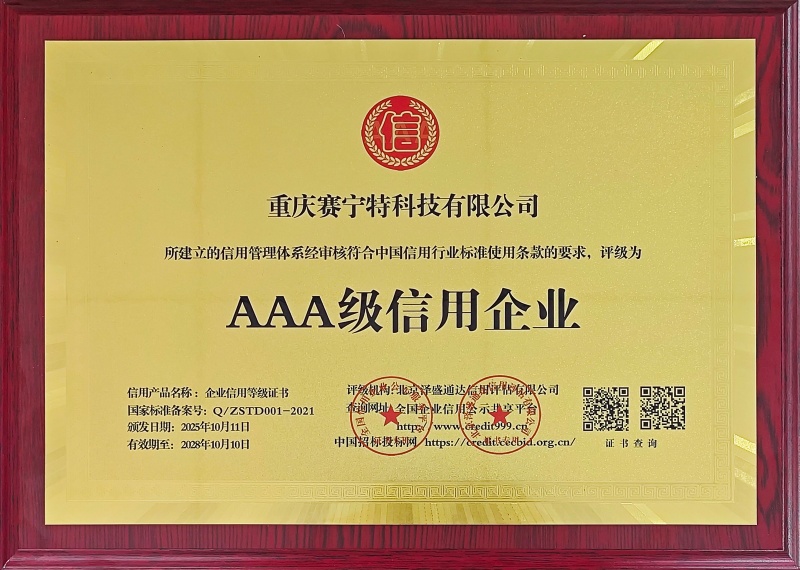 信
重庆赛宁特科技有限公司
所建立的信用管理体系经审核符合中国信用行业标准使用条款的要求，评级为
AAA级信用企业
信用产品名称：企业信用等级证书
国家标准备案号：Q/ZSTD001-2021
颁发日期：2025年10月11日
有效期至：2028年10月10日
评级机构：北京泽盛通达信用评估有限公司
查询网址：全国企业信用公示共享平台
http://www.credit999.cn
中国招标投标网 https://credit.cecbid.org.cn/
证书查询